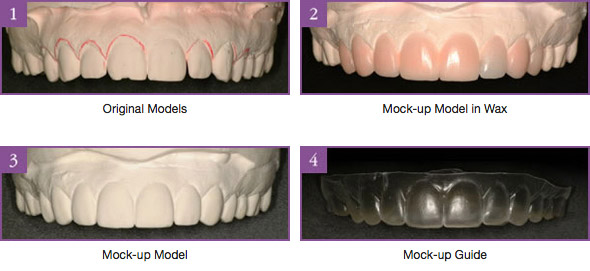 1
2
Original Models
Mock-up Model in Wax
3
4
Mock-up Model
Mock-up Guide